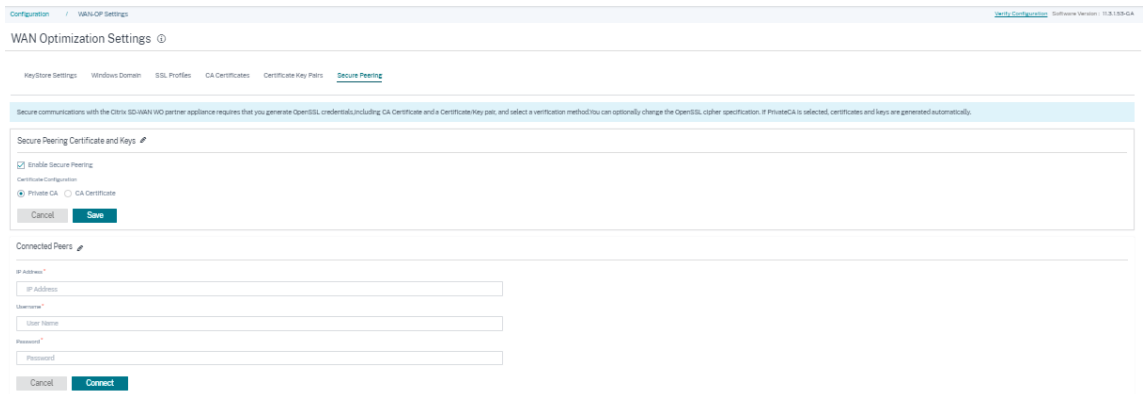 Configuration / WAN-OP Settings
Verify Configuration Software Version : 11.3.1.53-GA
WAN Optimization Settings
KeyStore Settings Windows Domain SSL Profiles CA Certificates Certificate Key Pairs Secure Peering
Secure communications with the Citrix SD-WAN WO partner appliance requires that you generate OpenSSL credentials,including CA Certificate and a Certificate/Key pair, and select a verification method.You can optionally change the OpenSSL cipher specification. If PrivateCA is selected, certificates and keys are generated automatically.
Secure Peering Certificate and Keys
Enable Secure Peering
Certificate Configuration
Private CA CA Certificate
Cancel Save
Connected Peers
IP Address *
IP Address
Username *
User Name
Password *
Password
Cancel Connect